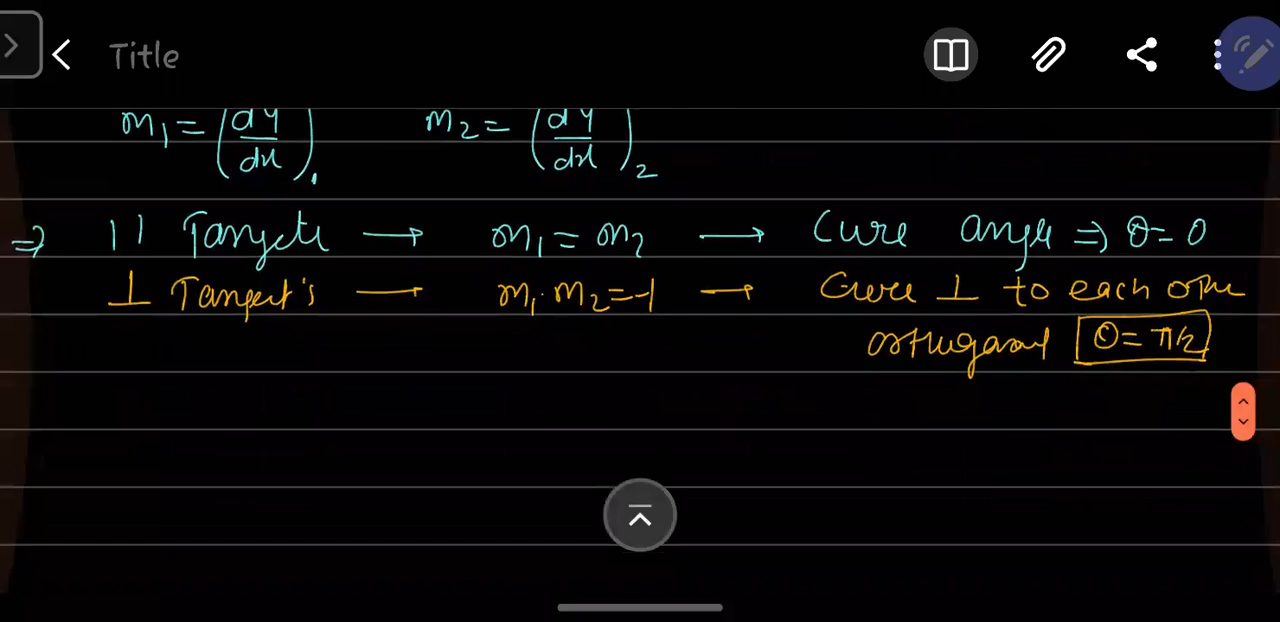 Title
m₁ = (dy/dx)₁ m₂ = (dy/dx)₂
⇒ || Tangets → m₁ = m₂ → Curve angle ⇒ θ = 0
⊥ Tangent's → m₁·m₂ = -1 → Curve ⊥ to each other
orthogonal θ = π/2